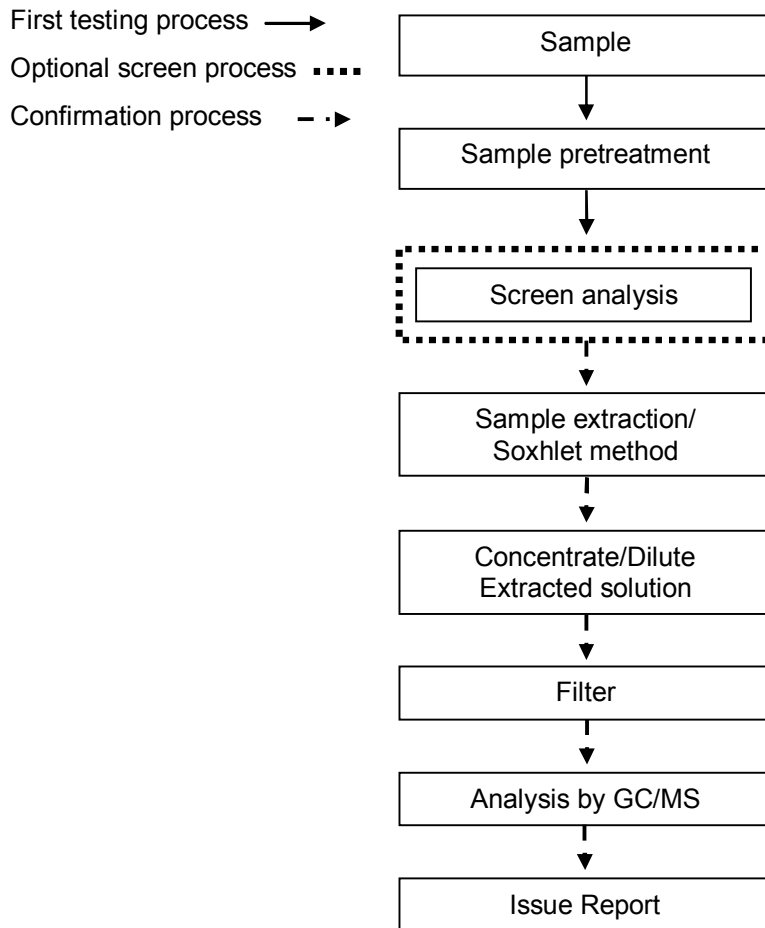 First testing process
Optional screen process
Confirmation process
Sample
Sample pretreatment
Screen analysis
Sample extraction/
Soxhlet method
Concentrate/Dilute
Extracted solution
Filter
Analysis by GC/MS
Issue Report